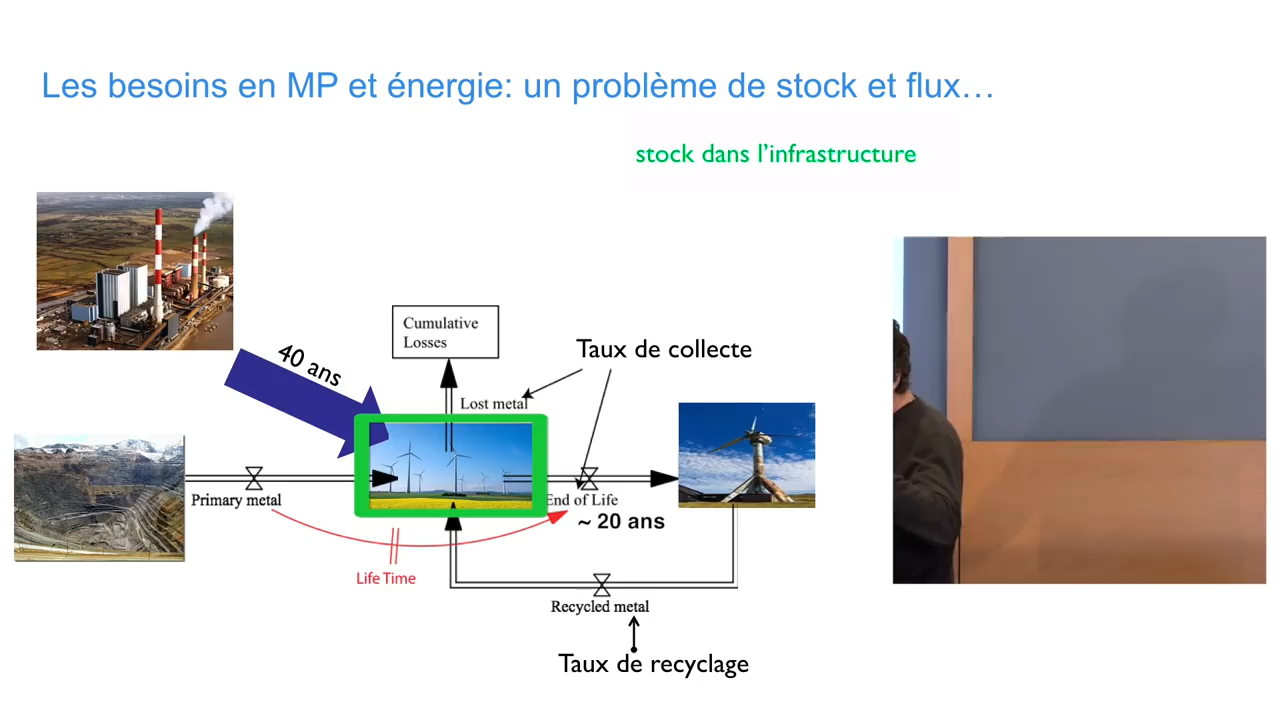 Les besoins en MP et énergie: un problème de stock et flux…
stock dans l’infrastructure
40 ans
Cumulative
Losses
Taux de collecte
Lost metal
Primary metal
End of Life
~ 20 ans
Life Time
Recycled metal
Taux de recyclage